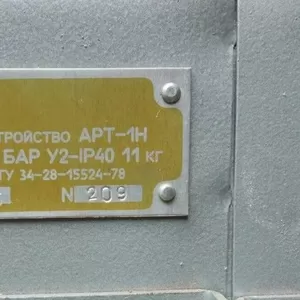 ТРОЙСТВО АРТ-1Н
БАР У2-IP40 11 кг
ТУ 34-28-15524-78
N 209